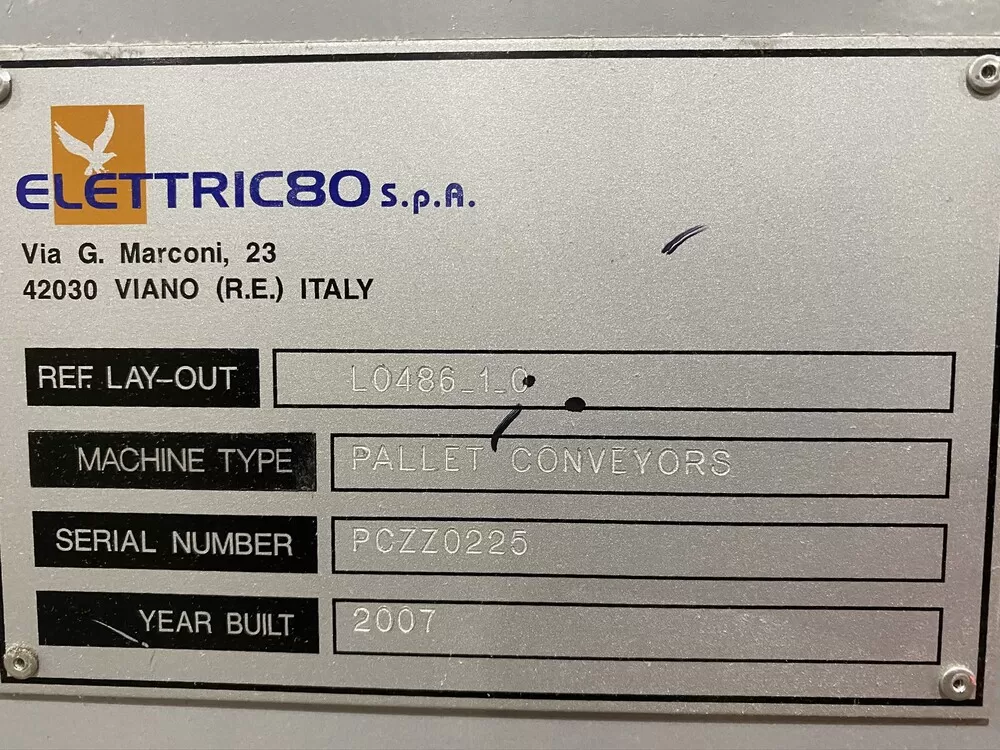 ELETTRIC80 S.p.A.
Via G. Marconi, 23
42030 VIANO (R.E.) ITALY
REF. LAY-OUT L0486_1_0
MACHINE TYPE PALLET CONVEYORS
SERIAL NUMBER PCZZ0225
YEAR BUILT 2007